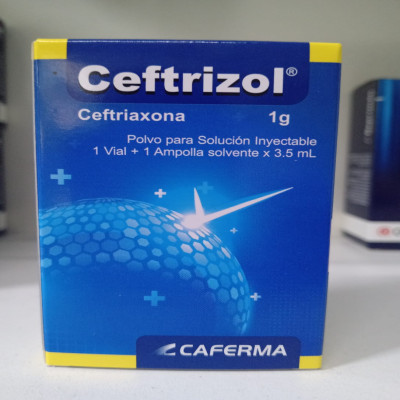 Ceftrizol®
Ceftriaxona 1g
Polvo para Solución Inyectable
1 Vial + 1 Ampolla solvente x 3.5 mL
CAFERMA